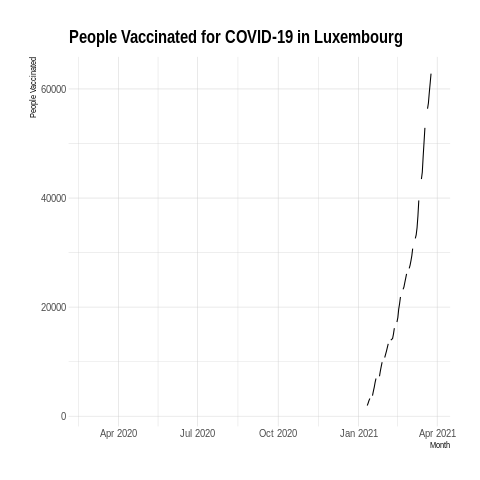 People Vaccinated for COVID-19 in Luxembourg
People Vaccinated
60000
40000
20000
0
Apr 2020
Jul 2020
Oct 2020
Jan 2021
Apr 2021
Month